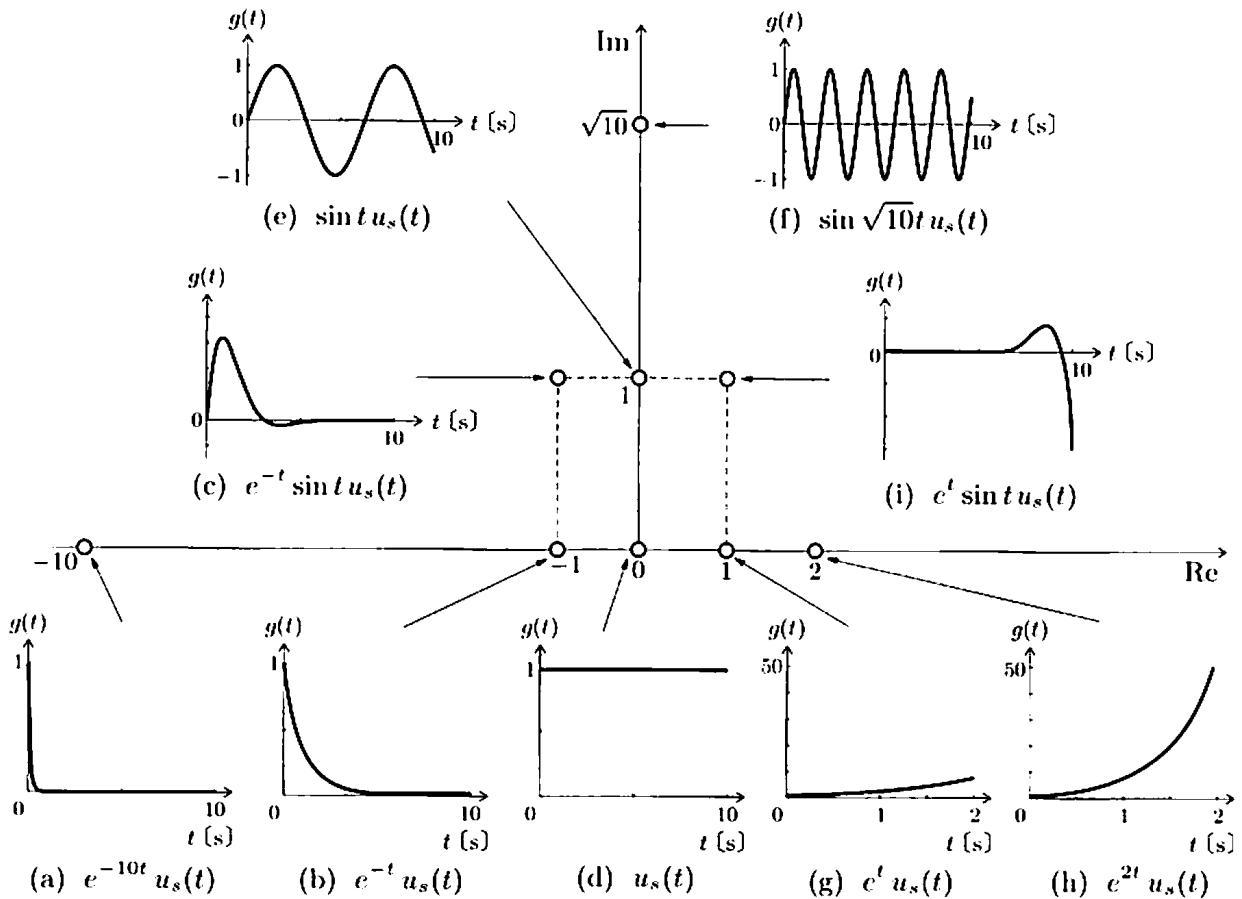 g(t)
1
0
-1
t [s]
10
(e) sin t u_s(t)
Im
√10
g(t)
1
0
-1
t [s]
10
(f) sin √10t u_s(t)
g(t)
0
t [s]
10
(c) e^{-t} sin t u_s(t)
1
g(t)
0
t [s]
10
(i) e^t sin t u_s(t)
-10
-1
0
1
2
Re
g(t)
1
0
10
t [s]
(a) e^{-10t} u_s(t)
g(t)
1
0
10
t [s]
(b) e^{-t} u_s(t)
g(t)
1
0
10
t [s]
(d) u_s(t)
g(t)
50
0
1
2
t [s]
(g) e^t u_s(t)
g(t)
50
0
1
2
t [s]
(h) e^{2t} u_s(t)